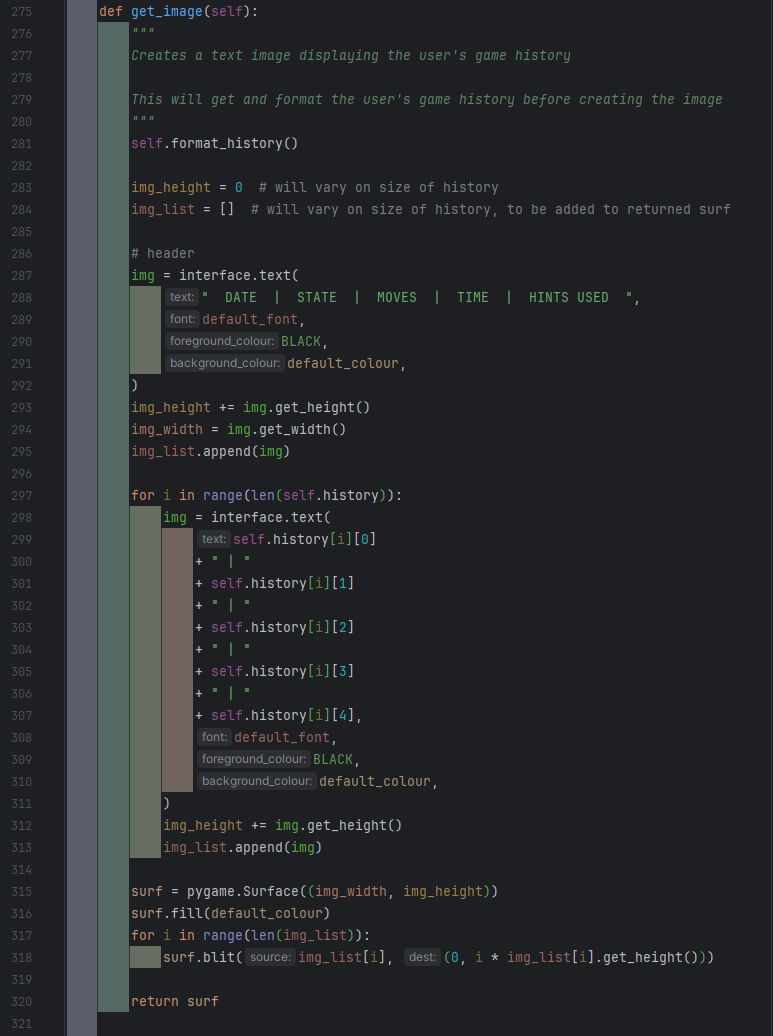 275 def get_image(self):
276 """
277 Creates a text image displaying the user's game history
278
279 This will get and format the user's game history before creating the image
280 """
281 self.format_history()
282
283 img_height = 0  # will vary on size of history
284 img_list = []  # will vary on size of history, to be added to returned surf
285
286 # header
287 img = interface.text(
288 text: "  DATE  |  STATE  |  MOVES  |  TIME  |  HINTS USED  ",
289 font: default_font,
290 foreground_colour: BLACK,
291 background_colour: default_colour,
292 )
293 img_height += img.get_height()
294 img_width = img.get_width()
295 img_list.append(img)
296
297 for i in range(len(self.history)):
298 img = interface.text(
299 text: self.history[i][0]
300 + " | "
301 + self.history[i][1]
302 + " | "
303 + self.history[i][2]
304 + " | "
305 + self.history[i][3]
306 + " | "
307 + self.history[i][4],
308 font: default_font,
309 foreground_colour: BLACK,
310 background_colour: default_colour,
311 )
312 img_height += img.get_height()
313 img_list.append(img)
314
315 surf = pygame.Surface((img_width, img_height))
316 surf.fill(default_colour)
317 for i in range(len(img_list)):
318 surf.blit( source: img_list[i],  dest: (0, i * img_list[i].get_height()))
319
320 return surf
321